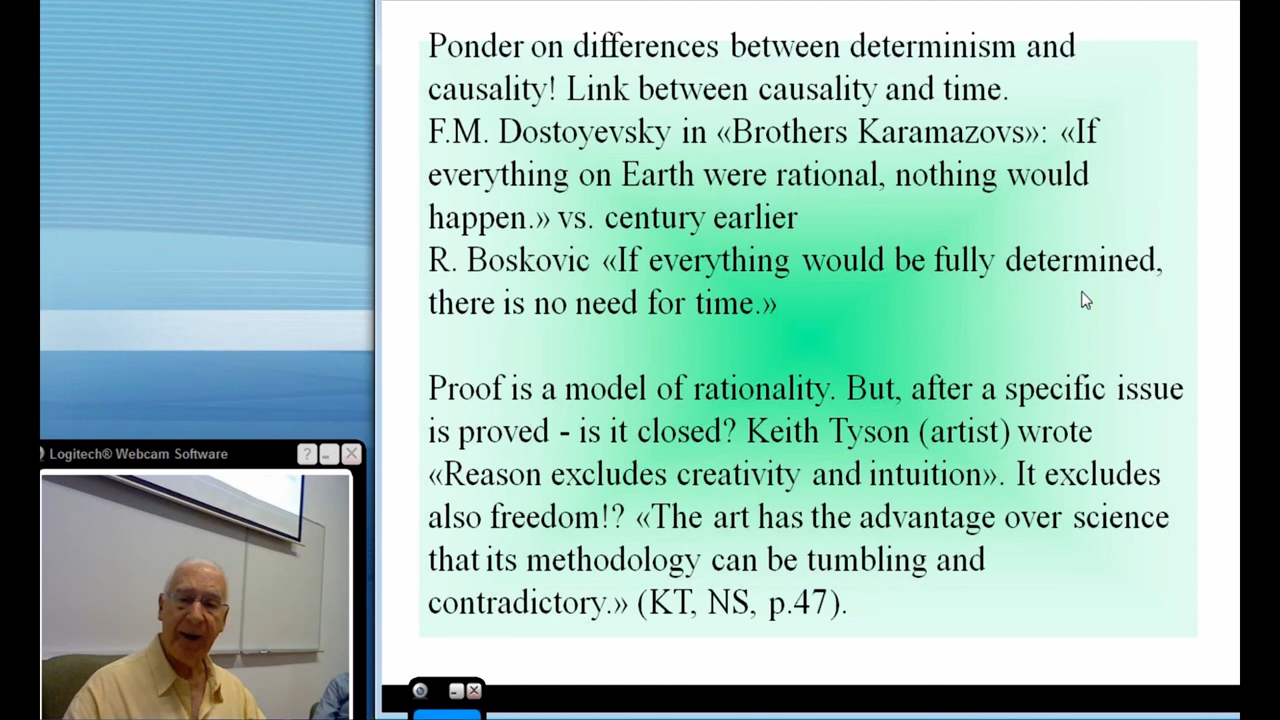 Ponder on differences between determinism and
causality! Link between causality and time.
F.M. Dostoyevsky in «Brothers Karamazovs»: «If
everything on Earth were rational, nothing would
happen.» vs. century earlier
R. Boskovic «If everything would be fully determined,
there is no need for time.»
Proof is a model of rationality. But, after a specific issue
is proved - is it closed? Keith Tyson (artist) wrote
«Reason excludes creativity and intuition». It excludes
also freedom!? «The art has the advantage over science
that its methodology can be tumbling and
contradictory.» (KT, NS, p.47).
Logitech® Webcam Software